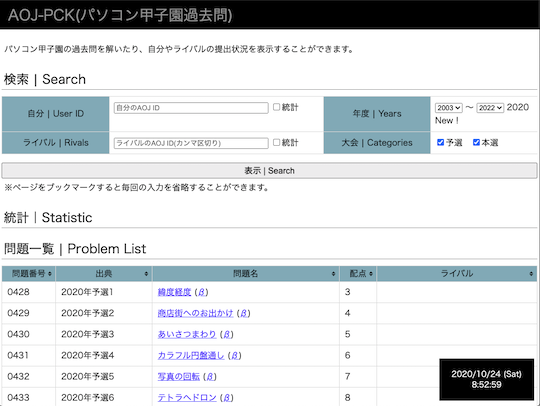 AOJ-PCK(パソコン甲子園過去問)
パソコン甲子園の過去問を解いたり、自分やライバルの提出状況を表示することができます。
検索 | Search
自分 | User ID 自分のAOJ ID 統計 年度 | Years 2003 〜 2022 2020
New !
ライバル | Rivals ライバルのAOJ ID(カンマ区切り) 統計 大会 | Categories 予選 本選
表示 | Search
※ページをブックマークすると毎回の入力を省略することができます。
統計 | Statistic
問題一覧 | Problem List
問題番号 出典 問題名 配点 ライバル
0428 2020年予選1 緯度経度 (β) 3
0429 2020年予選2 商店街へのお出かけ (β) 4
0430 2020年予選3 あいさつまわり (β) 5
0431 2020年予選4 カラフル円盤通し (β) 6
0432 2020年予選5 写真の回転 (β) 7
0433 2020年予選6 テトラヘドロン (β) 8
2020/10/24 (Sat)
8:52:59